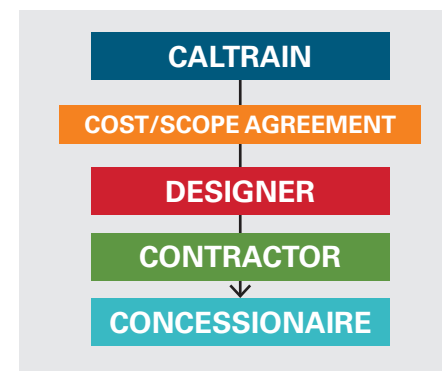 CALTRAIN
COST/SCOPE AGREEMENT
DESIGNER
CONTRACTOR
CONCESSIONAIRE